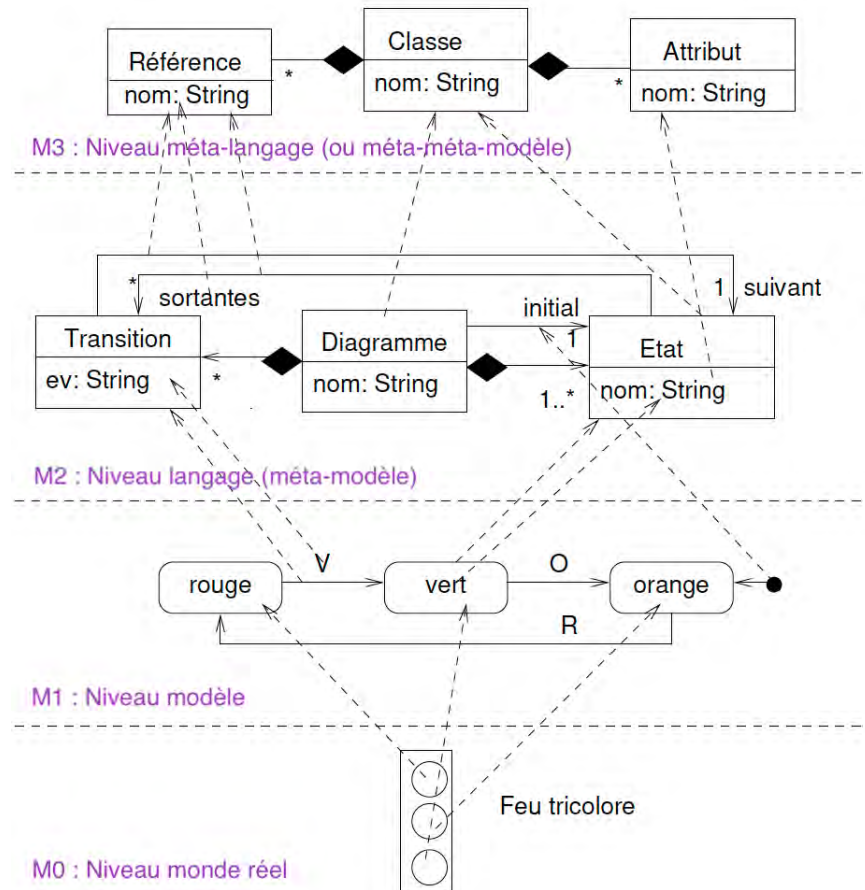 Référence
nom: String
*
Classe
nom: String
*
Attribut
nom: String
M3 : Niveau méta-langage (ou méta-méta-modèle)
*
sortantes
initial
1
1 suivant
Transition
ev: String
*
Diagramme
nom: String
1..*
Etat
nom: String
M2 : Niveau langage (méta-modèle)
V
O
rouge
vert
orange
R
M1 : Niveau modèle
Feu tricolore
M0 : Niveau monde réel